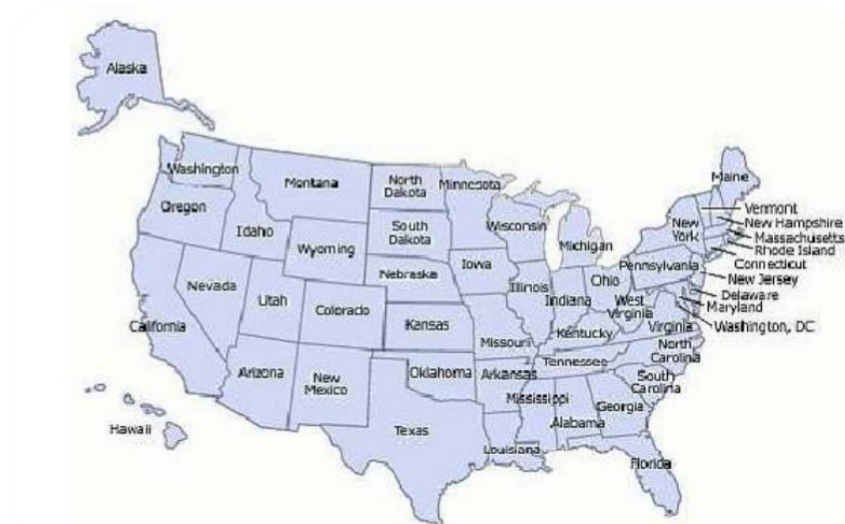 Alaska
Washington
Montana
North
Dakota
Minnesota
Maine
Oregon
Idaho
Wyoming
South
Dakota
Wisconsin
Michigan
New
York
Vermont
New Hampshire
Massachusetts
Rhode Island
Connecticut
New Jersey
Delaware
Maryland
Washington, DC
Nevada
Utah
Colorado
Nebraska
Iowa
Illinois
Indiana
Ohio
Pennsylvania
West
Virginia
Virginia
California
Kansas
Missouri
Kentucky
North
Carolina
Tennessee
South
Carolina
Arizona
New
Mexico
Oklahoma
Arkansas
Mississippi
Alabama
Georgia
Hawaii
Texas
Louisiana
Florida